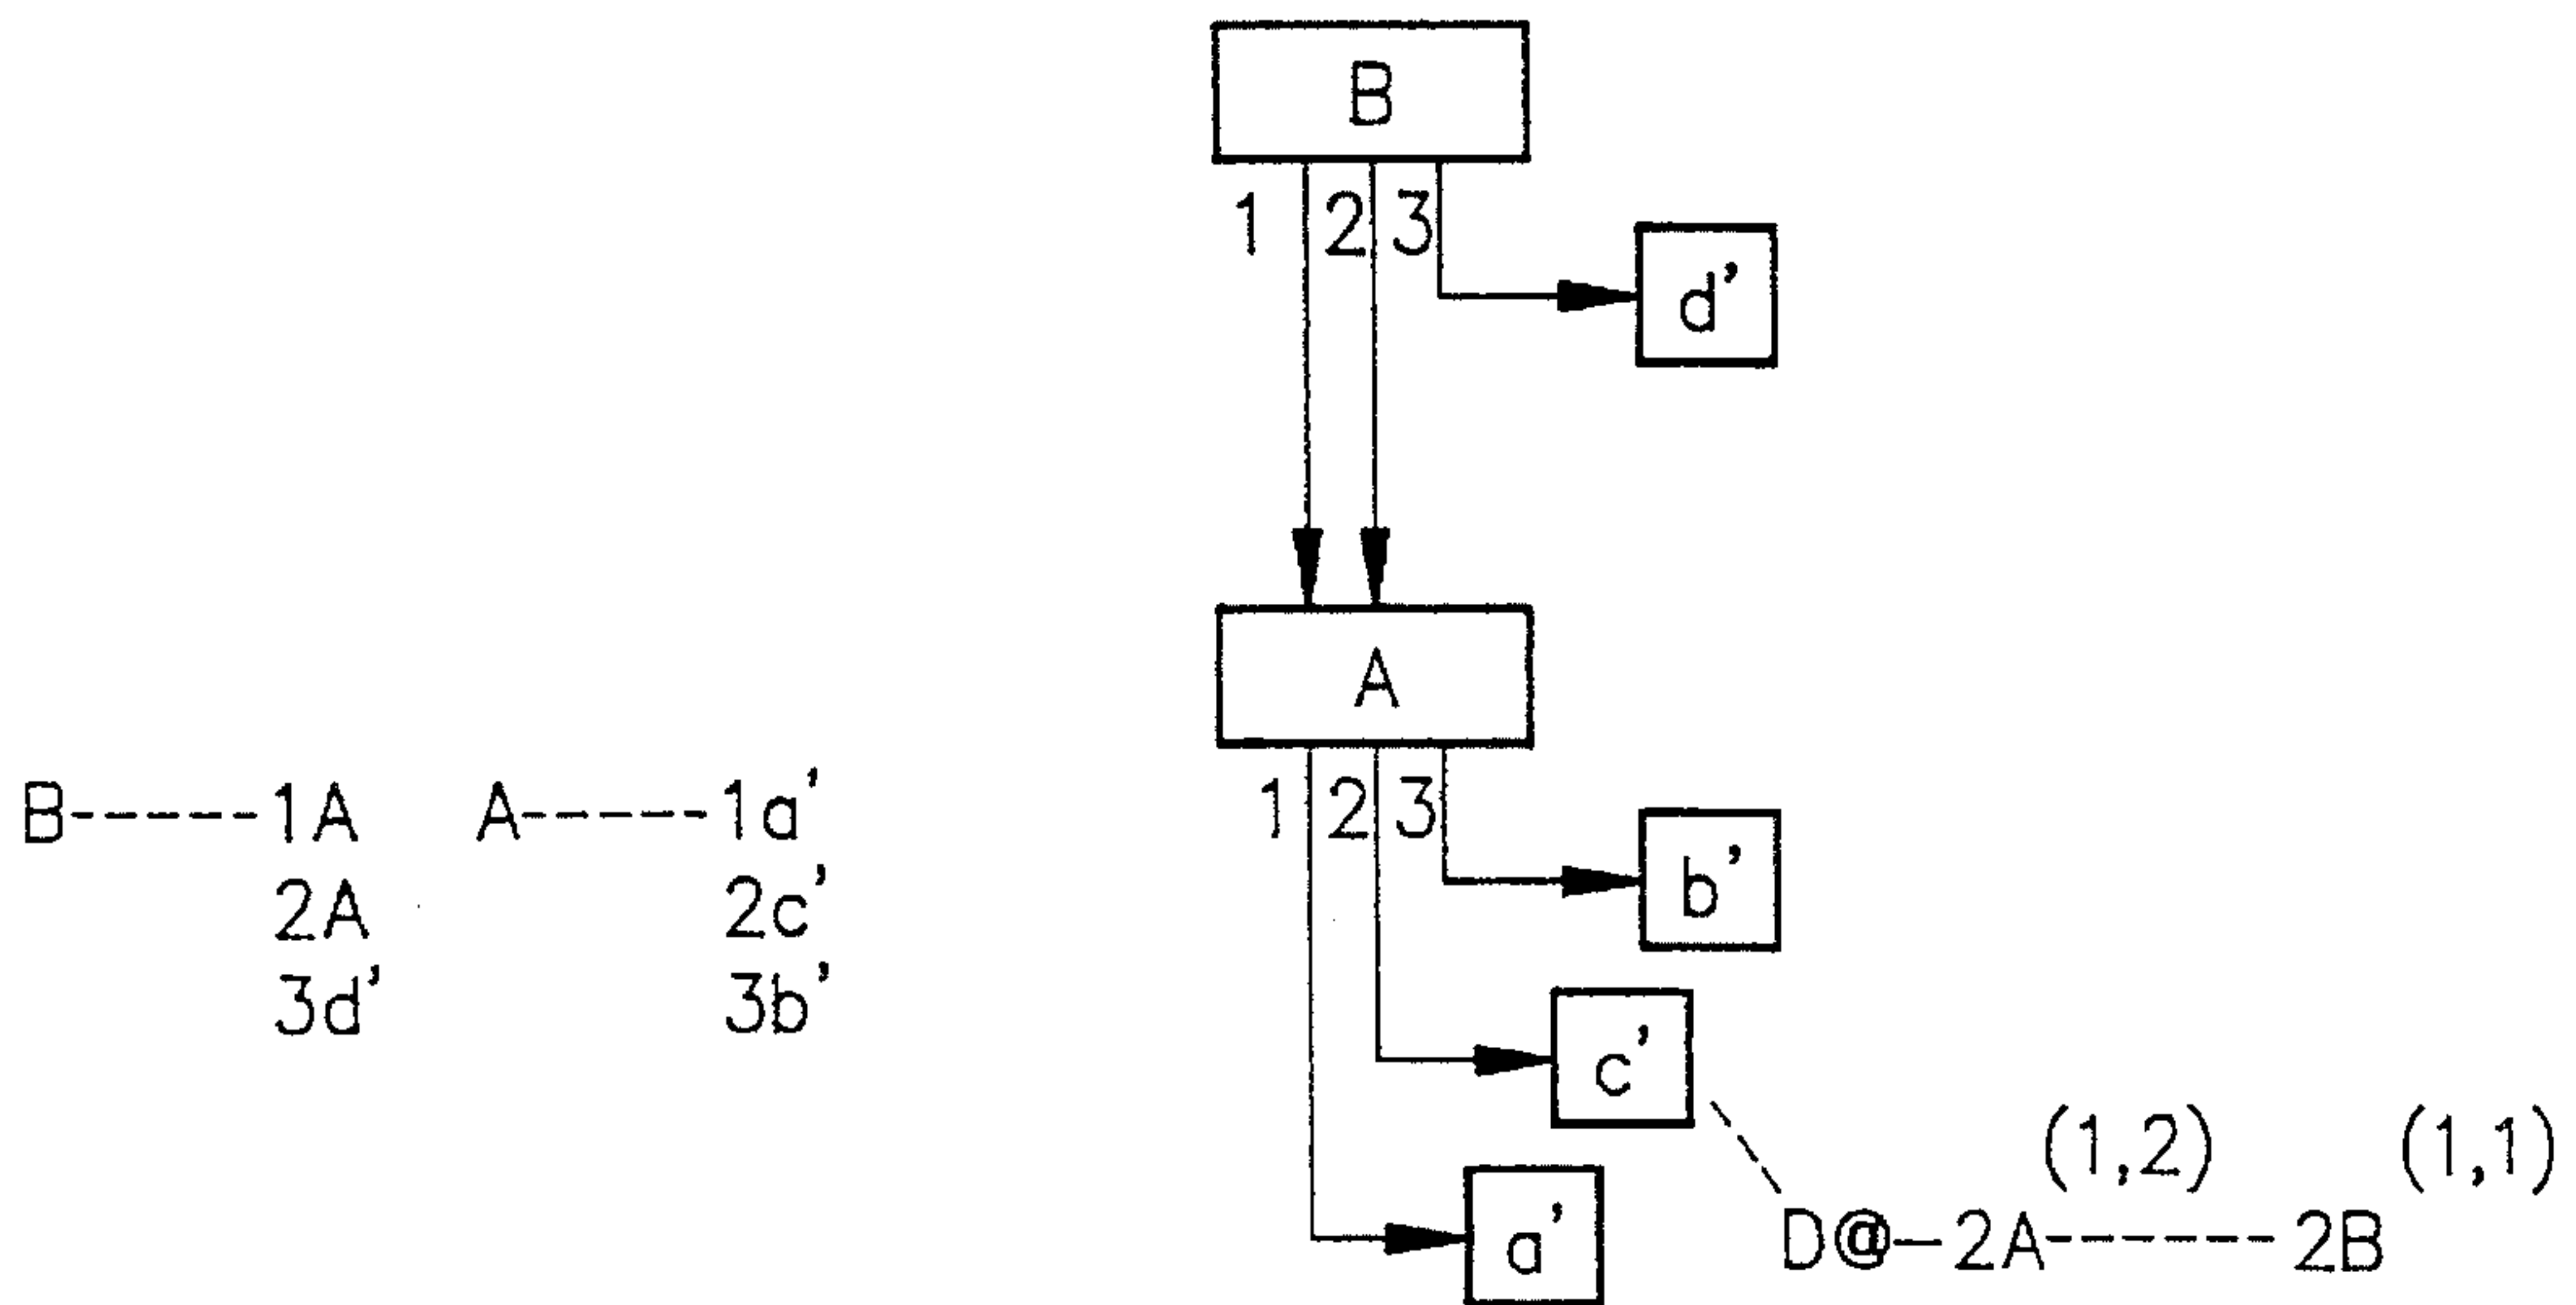 B
1 2 3
d'
A
1 2 3
B------1A A------1a'
2A 2c'
3d' 3b'
b'
c'
a'
(1,2) (1,1)
D@-2A-------2B